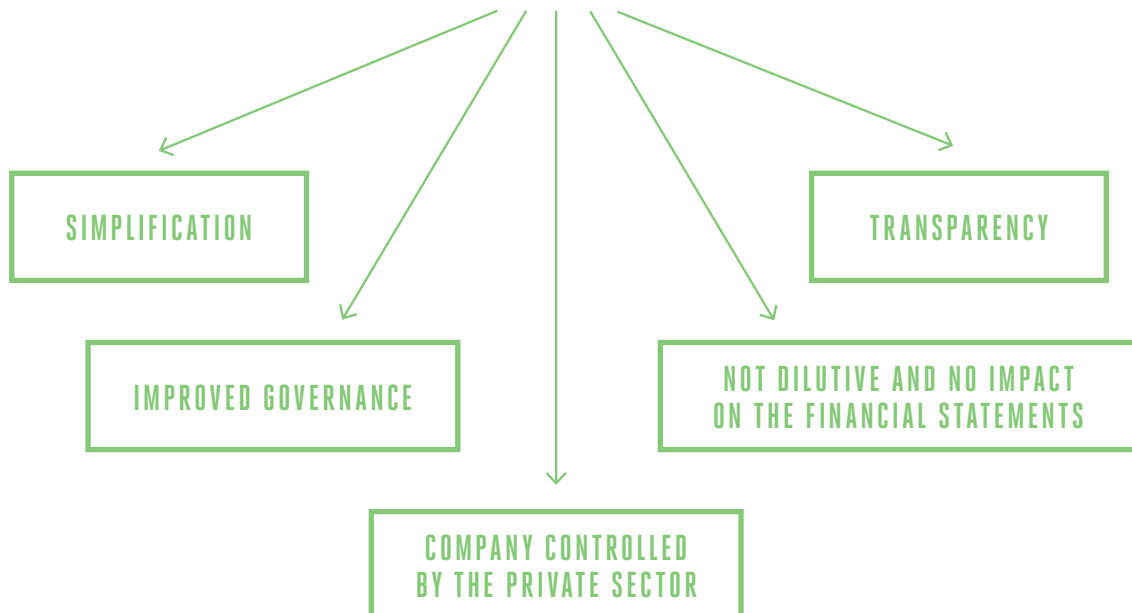 SIMPLIFICATION
TRANSPARENCY
IMPROVED GOVERNANCE
NOT DILUTIVE AND NO IMPACT
ON THE FINANCIAL STATEMENTS
COMPANY CONTROLLED
BY THE PRIVATE SECTOR